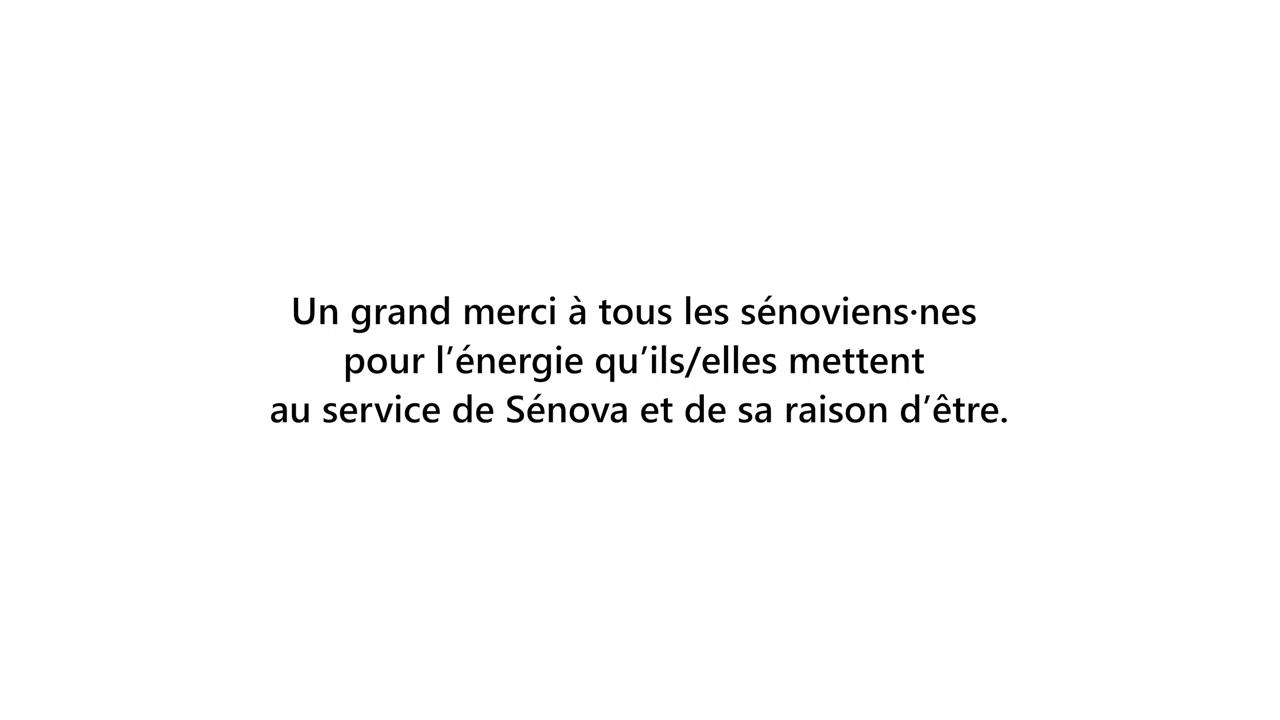 Un grand merci à tous les sénoviens·nes
pour l’énergie qu’ils/elles mettent
au service de Sénova et de sa raison d’être.